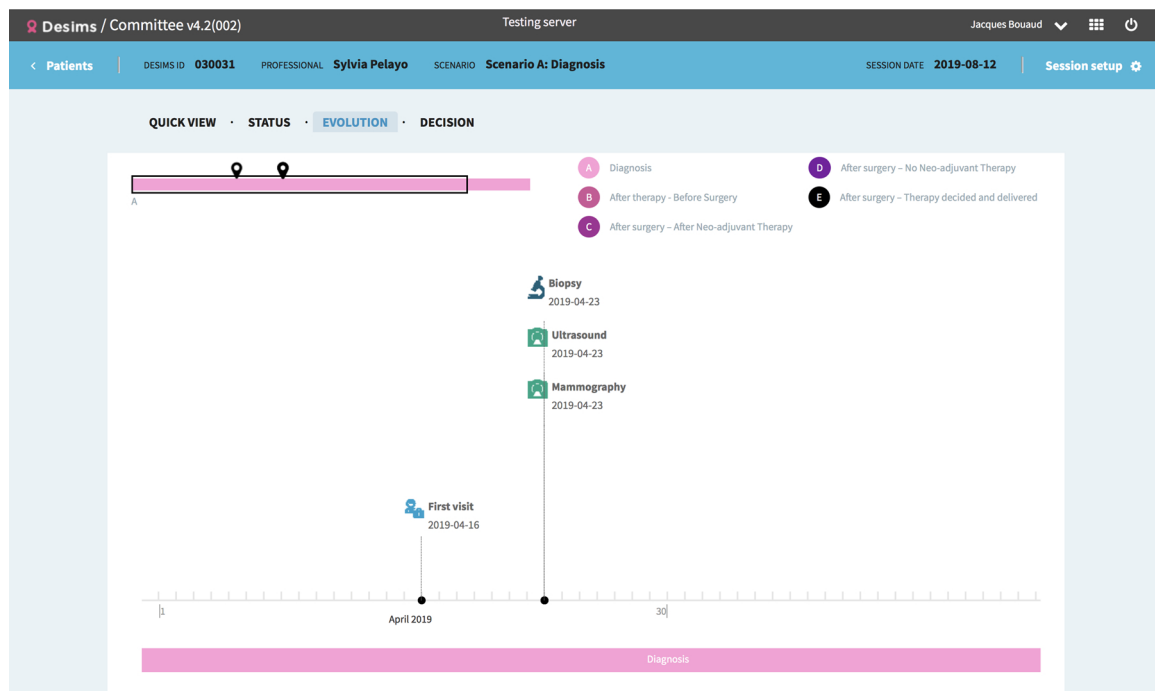 Desims / Committee v4.2(002) Testing server Jacques Bouaud
< Patients DESIMS ID 030031 PROFESSIONAL Sylvia Pelayo SCENARIO Scenario A: Diagnosis SESSION DATE 2019-08-12 Session setup
QUICK VIEW · STATUS · EVOLUTION · DECISION
A
A Diagnosis
B After therapy - Before Surgery
C After surgery – After Neo-adjuvant Therapy
D After surgery – No Neo-adjuvant Therapy
E After surgery – Therapy decided and delivered
Biopsy
2019-04-23
Ultrasound
2019-04-23
Mammography
2019-04-23
First visit
2019-04-16
1 30
April 2019
Diagnosis